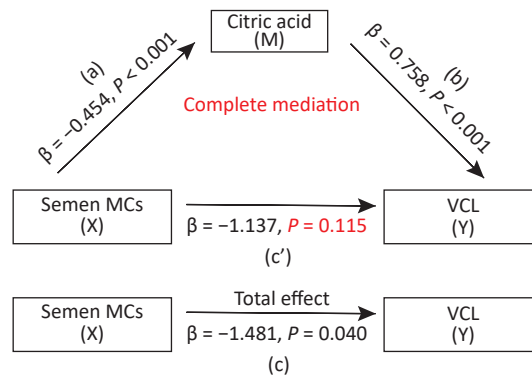 Citric acid
(M)
(a)
β = −0.454, P < 0.001
(b)
β = 0.758, P < 0.001
Complete mediation
Semen MCs
(X)
β = −1.137, P = 0.115
(c’)
VCL
(Y)
Semen MCs
(X)
Total effect
β = −1.481, P = 0.040
(c)
VCL
(Y)